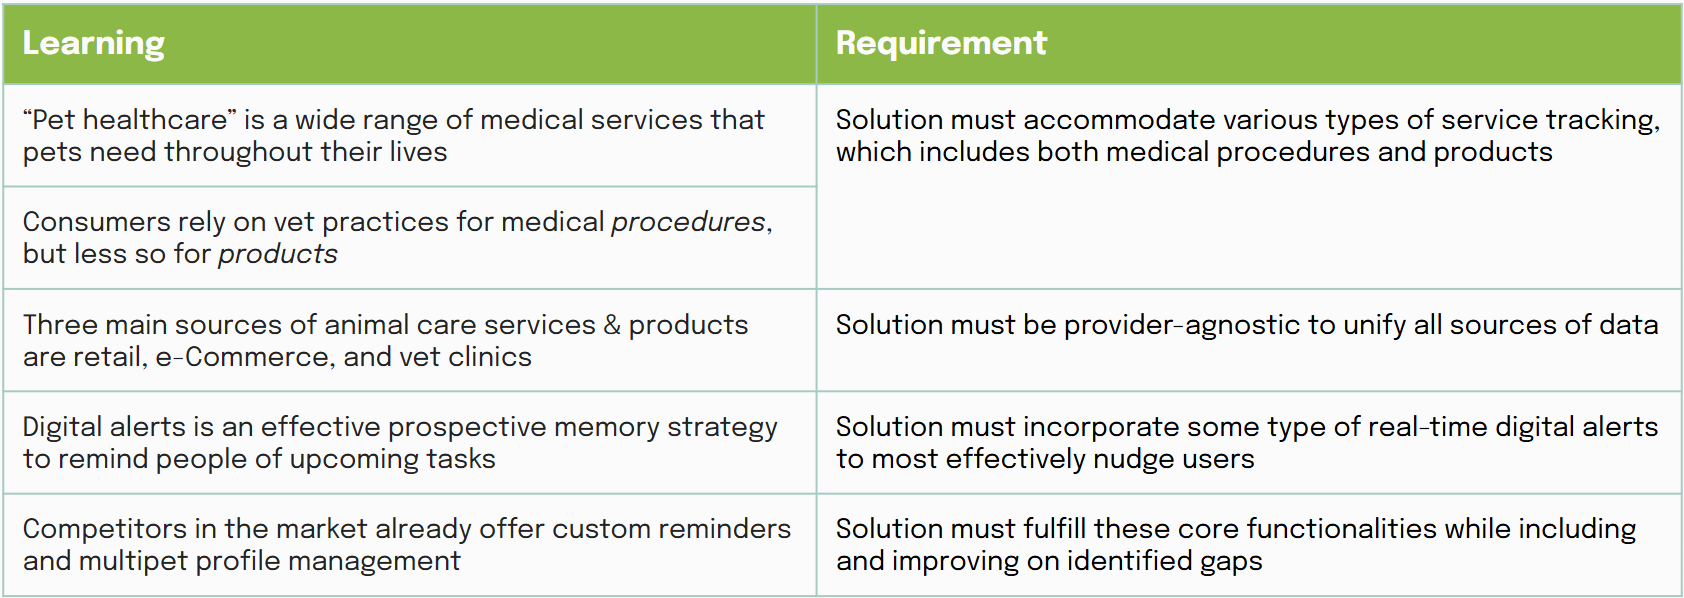 Learning
Requirement
“Pet healthcare” is a wide range of medical services that
pets need throughout their lives
Solution must accommodate various types of service tracking,
which includes both medical procedures and products
Consumers rely on vet practices for medical procedures,
but less so for products
Three main sources of animal care services & products
are retail, e-Commerce, and vet clinics
Solution must be provider-agnostic to unify all sources of data
Digital alerts is an effective prospective memory strategy
to remind people of upcoming tasks
Solution must incorporate some type of real-time digital alerts
to most effectively nudge users
Competitors in the market already offer custom reminders
and multipet profile management
Solution must fulfill these core functionalities while including
and improving on identified gaps